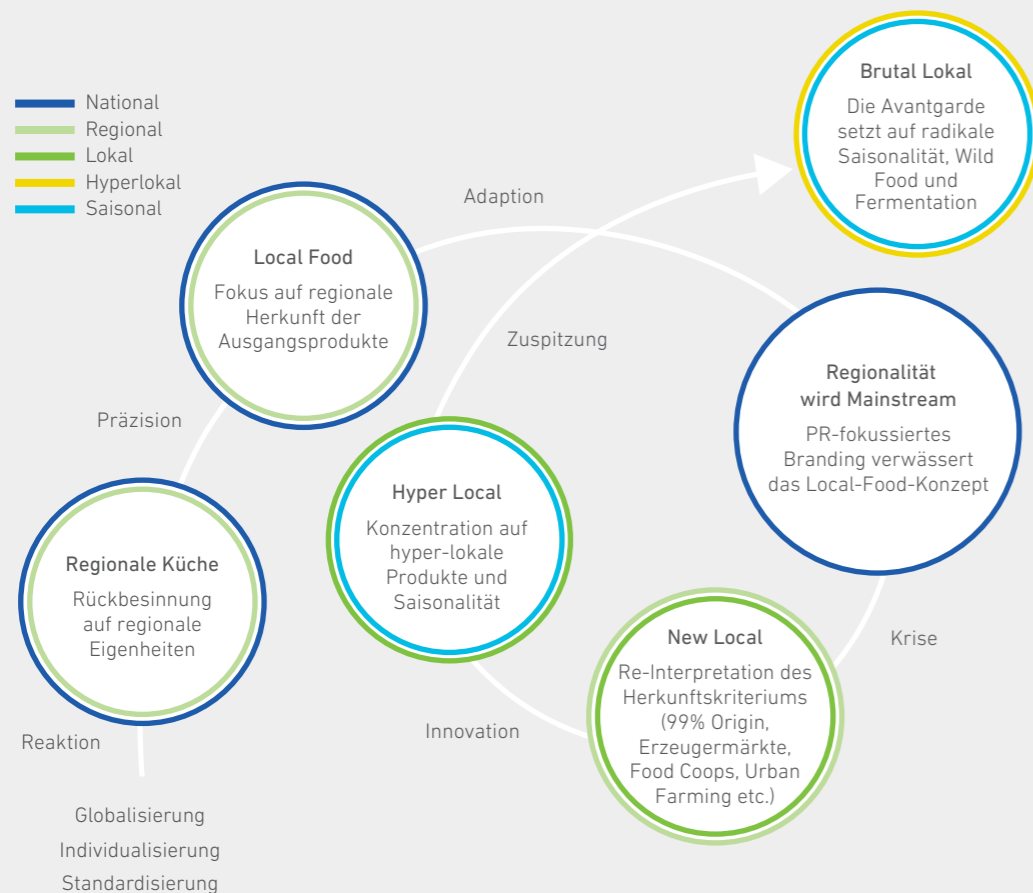 National
Regional
Lokal
Hyperlokal
Saisonal
Brutal Lokal
Die Avantgarde
setzt auf radikale
Saisonalität, Wild
Food und
Fermentation
Adaption
Local Food
Fokus auf regionale
Herkunft der
Ausgangsprodukte
Zuspitzung
Regionalität
wird Mainstream
PR-fokussiertes
Branding verwässert
das Local-Food-Konzept
Präzision
Hyper Local
Konzentration auf
hyper-lokale
Produkte und
Saisonalität
Regionale Küche
Rückbesinnung
auf regionale
Eigenheiten
New Local
Re-Interpretation des
Herkunftskriteriums
(99% Origin,
Erzeugermärkte,
Food Coops, Urban
Farming etc.)
Krise
Innovation
Reaktion
Globalisierung
Individualisierung
Standardisierung